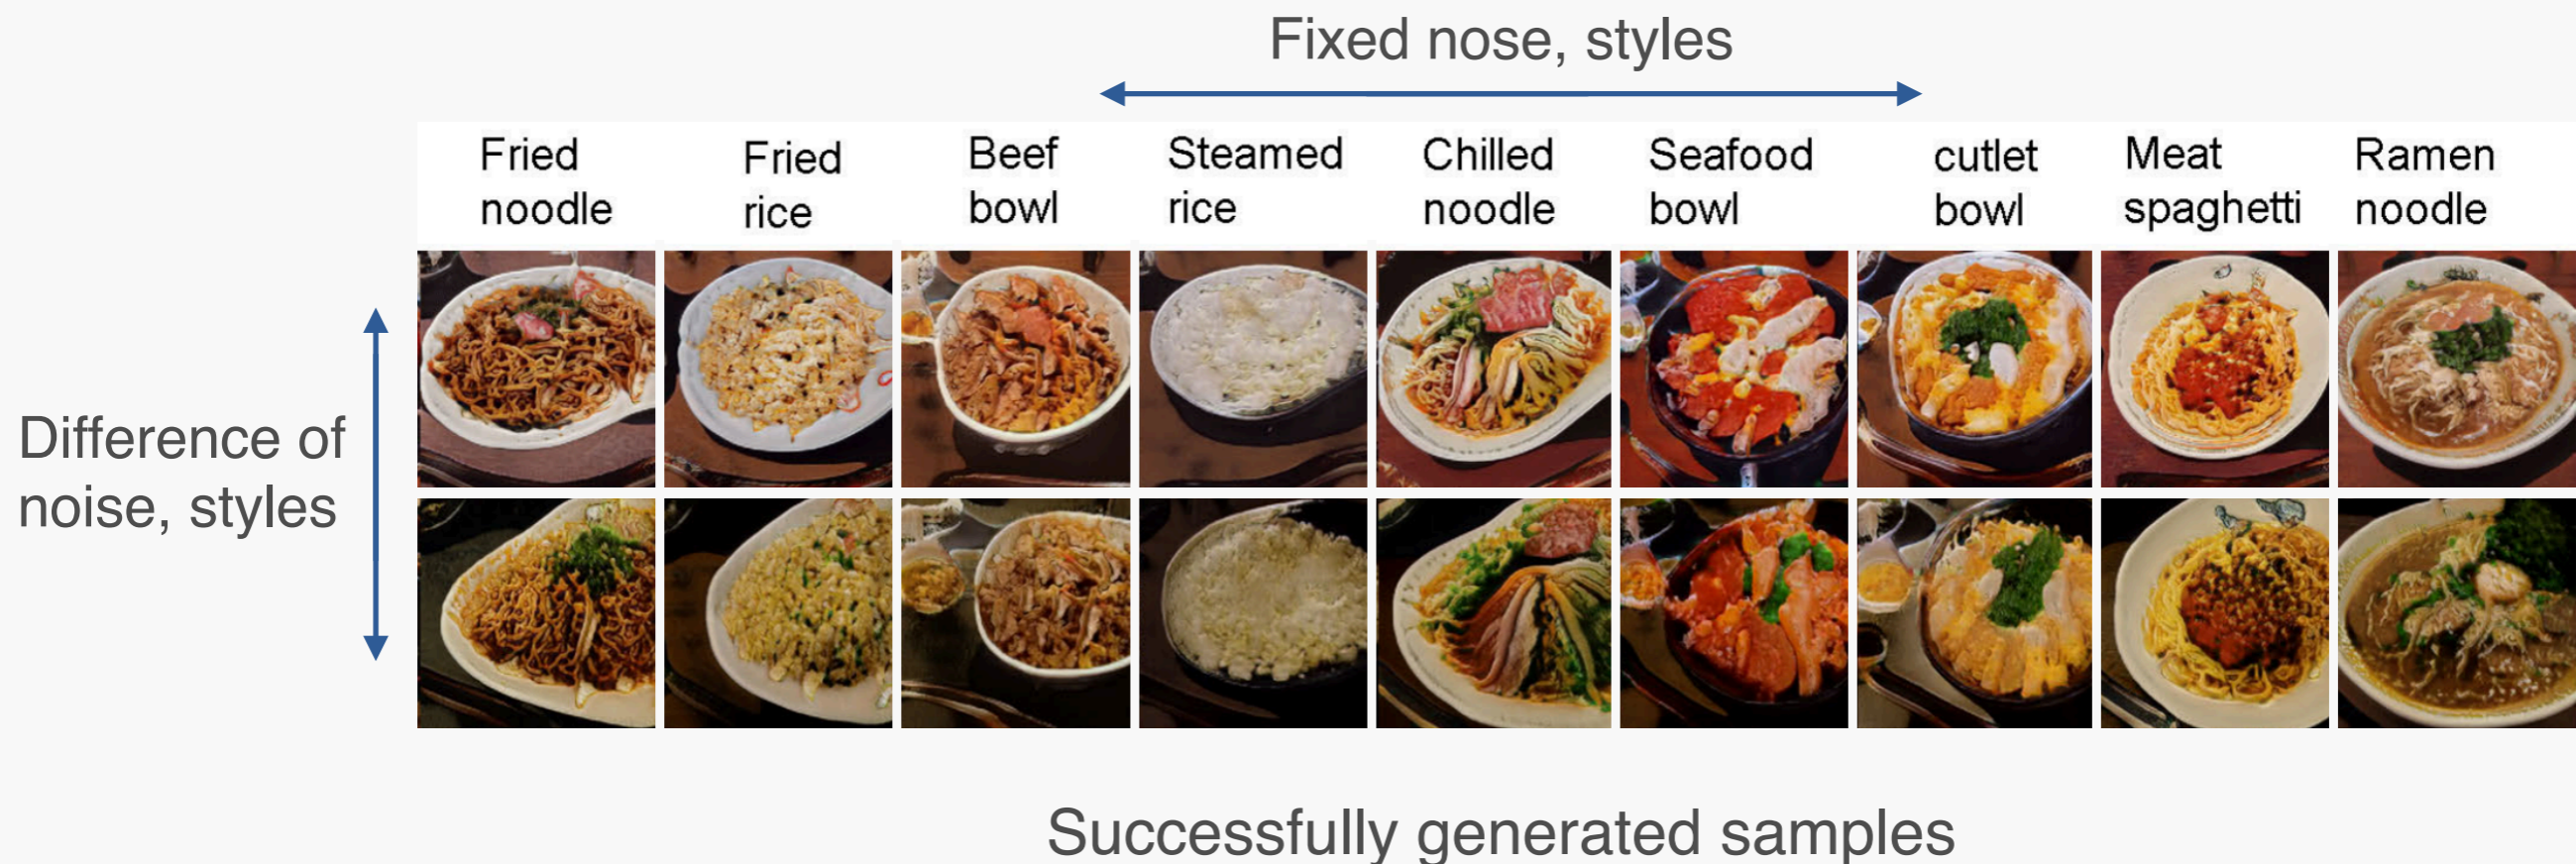 Fixed nose, styles
Fried
noodle
Fried
rice
Beef
bowl
Steamed
rice
Chilled
noodle
Seafood
bowl
cutlet
bowl
Meat
spaghetti
Ramen
noodle
Difference of
noise, styles
Successfully generated samples